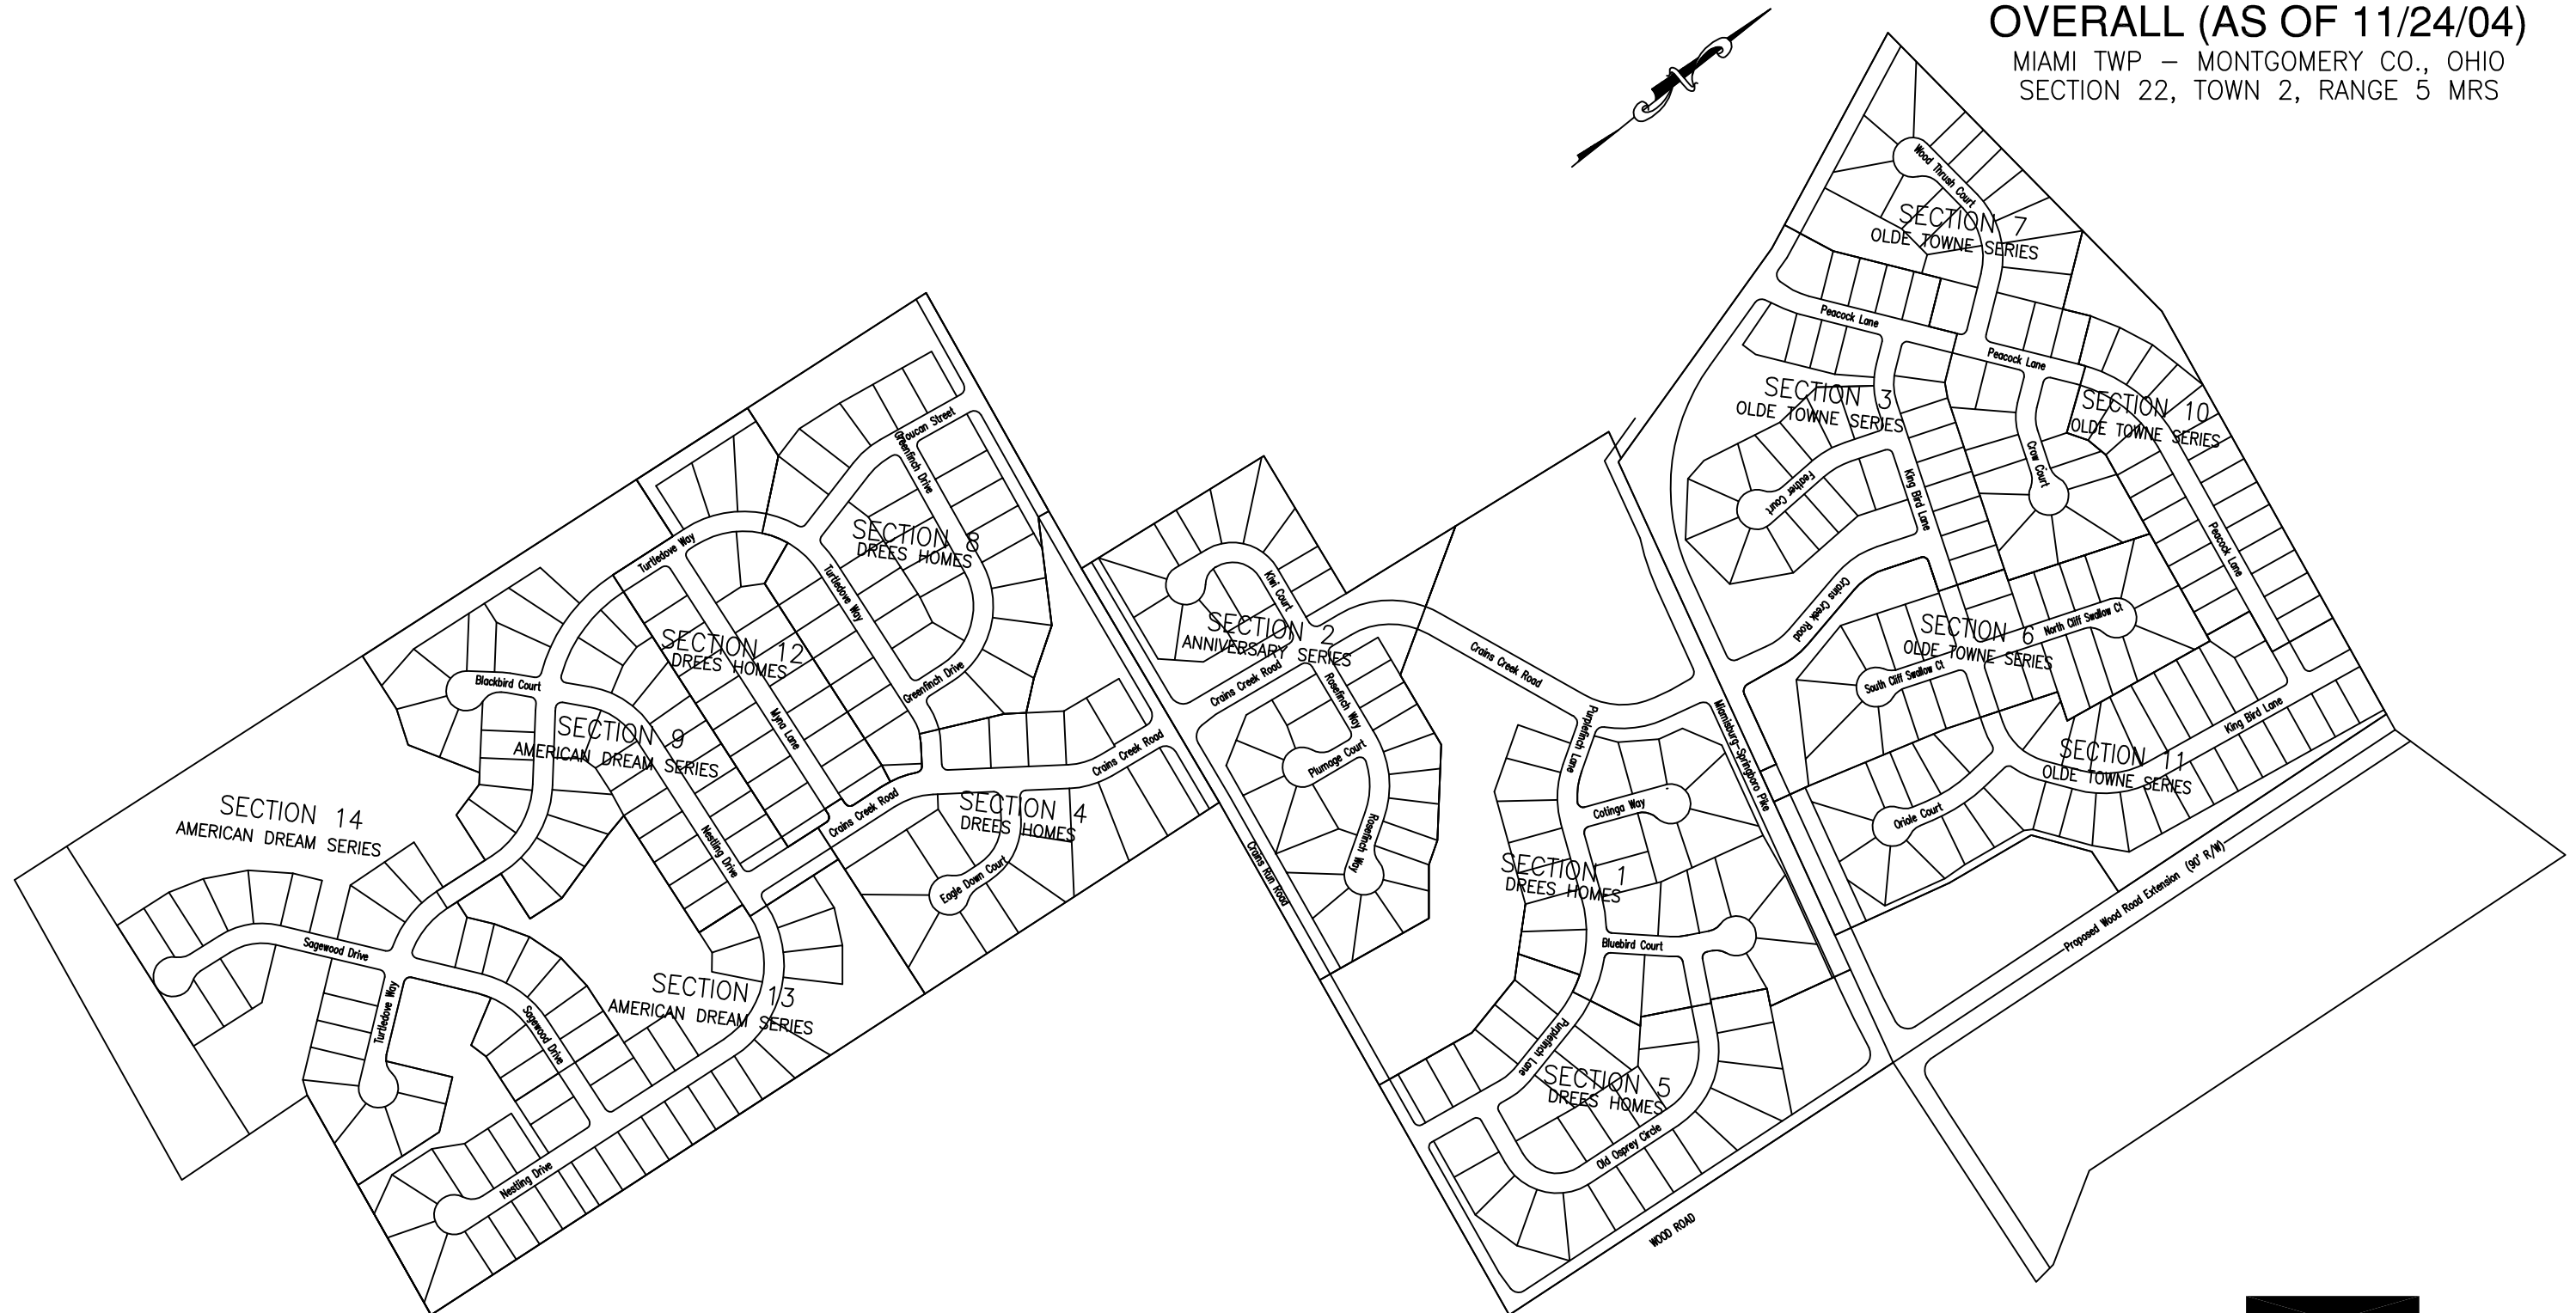 OVERALL (AS OF 11/24/04)
MIAMI TWP – MONTGOMERY CO., OHIO
SECTION 22, TOWN 2, RANGE 5 MRS
Wood Thrush Court
SECTION 7
OLDE TOWNE SERIES
Peacock Lane
Peacock Lane
SECTION 3
OLDE TOWNE SERIES
SECTION 10
OLDE TOWNE SERIES
Feather Court
King Bird Lane
Crow Court
Peacock Lane
Crains Creek Road
SECTION 6
OLDE TOWNE SERIES
North Cliff Swallow Ct
South Cliff Swallow Ct
King Bird Lane
SECTION 11
OLDE TOWNE SERIES
Oriole Court
Proposed Wood Road Extension (90' R/W)
Toucan Street
Greenfinch Drive
SECTION 8
DREES HOMES
Turtledove Way
Turtledove Way
SECTION 12
DREES HOMES
Greenfinch Drive
Myna Lane
Blackbird Court
SECTION 9
AMERICAN DREAM SERIES
Nestling Drive
Crains Creek Road
Crains Creek Road
SECTION 4
DREES HOMES
Eagle Down Court
SECTION 14
AMERICAN DREAM SERIES
Sagewood Drive
Turtledove Way
Sagewood Drive
SECTION 13
AMERICAN DREAM SERIES
Nestling Drive
Kiwi Court
SECTION 2
ANNIVERSARY SERIES
Crains Creek Road
Crains Creek Road
Rosefinch Way
Plumage Court
Rosefinch Way
Crains Run Road
Purplefinch Lane
Miamisburg-Springboro Pike
Cotinga Way
SECTION 1
DREES HOMES
Bluebird Court
Purplefinch Lane
SECTION 5
DREES HOMES
Old Osprey Circle
WOOD ROAD